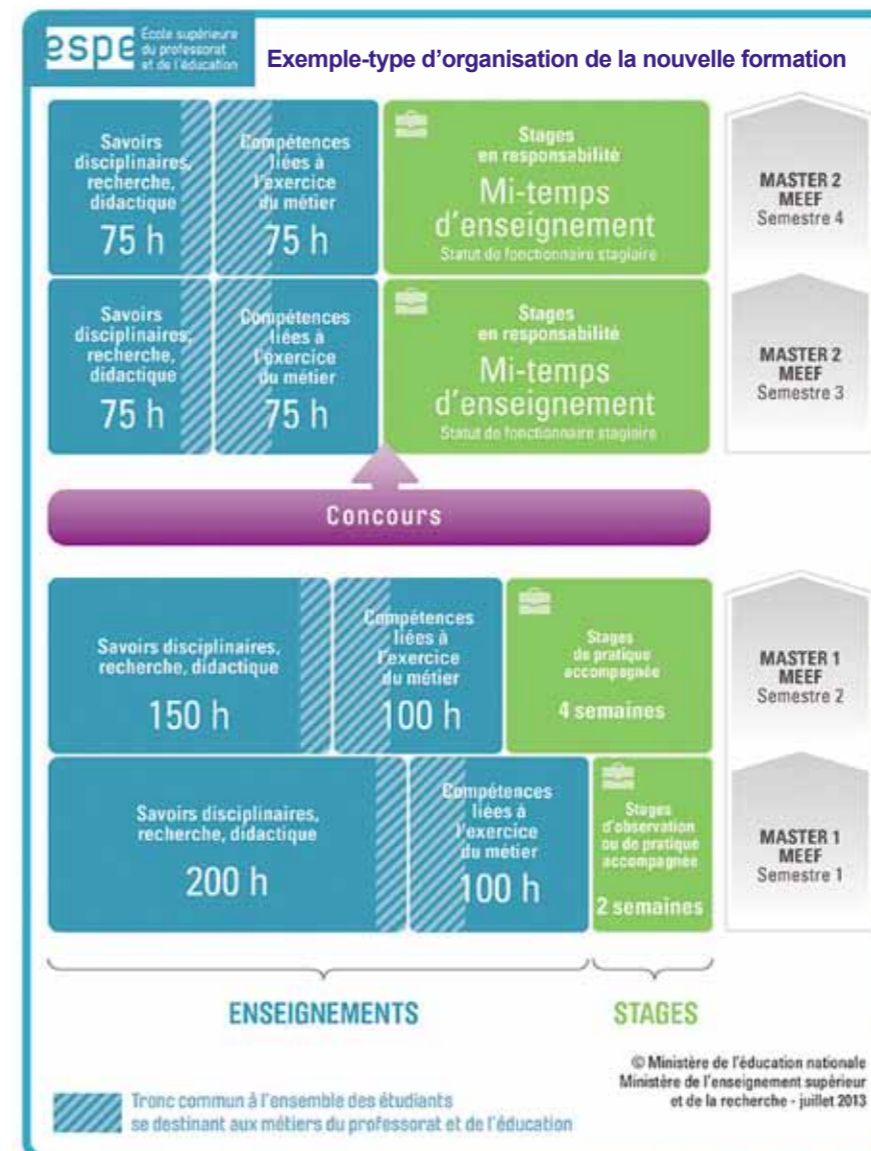 espe
École supérieure
du professorat
et de l'éducation
Exemple-type d'organisation de la nouvelle formation
Savoirs
disciplinaires,
recherche,
didactique
75 h
Compétences
liées à
l'exercice
du métier
75 h
Stages
en responsabilité
Mi-temps
d'enseignement
Statut de fonctionnaire stagiaire
MASTER 2
MEEF
Semestre 4
Savoirs
disciplinaires,
recherche,
didactique
75 h
Compétences
liées à
l'exercice
du métier
75 h
Stages
en responsabilité
Mi-temps
d'enseignement
Statut de fonctionnaire stagiaire
MASTER 2
MEEF
Semestre 3
Concours
Savoirs disciplinaires,
recherche, didactique
150 h
Compétences
liées à
l'exercice
du métier
100 h
Stages
de pratique
accompagnée
4 semaines
MASTER 1
MEEF
Semestre 2
Savoirs disciplinaires,
recherche, didactique
200 h
Compétences
liées à
l'exercice
du métier
100 h
Stages
d'observation
ou de pratique
accompagnée
2 semaines
MASTER 1
MEEF
Semestre 1
ENSEIGNEMENTS
STAGES
© Ministère de l'éducation nationale
Ministère de l'enseignement supérieur
et de la recherche - juillet 2013
Tronc commun à l'ensemble des étudiants
se destinant aux métiers du professorat et de l'éducation